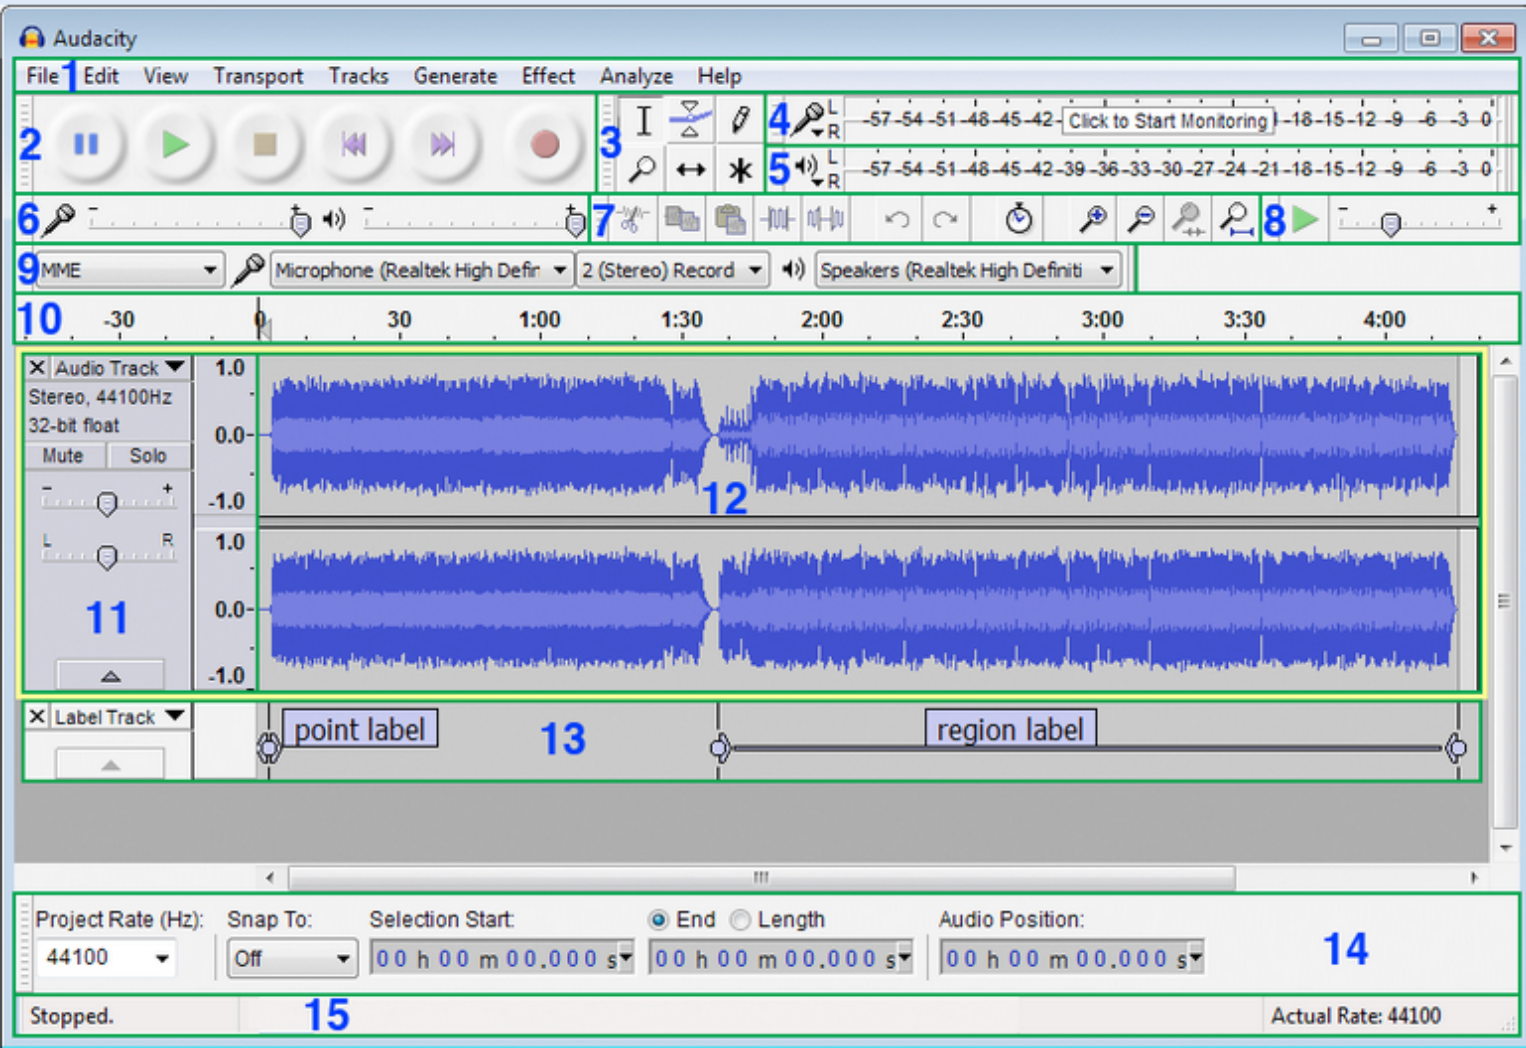 Audacity
File 1 Edit View Transport Tracks Generate Effect Analyze Help
2 3 4 L R -57 -54 -51 -48 -45 -42 Click to Start Monitoring -18 -15 -12 -9 -6 -3 0
5 L R -57 -54 -51 -48 -45 -42 -39 -36 -33 -30 -27 -24 -21 -18 -15 -12 -9 -6 -3 0
6 - + - + 7 8 - +
9 MME Microphone (Realtek High Defin 2 (Stereo) Record Speakers (Realtek High Definiti
10 -30 0 30 1:00 1:30 2:00 2:30 3:00 3:30 4:00
X Audio Track 1.0
Stereo, 44100Hz
32-bit float 0.0
Mute Solo
- + -1.0 12
L R 1.0
11 0.0
-1.0
X Label Track point label 13 region label
Project Rate (Hz): Snap To: Selection Start: End Length Audio Position:
44100 Off 00 h 00 m 00.000 s 00 h 00 m 00.000 s 00 h 00 m 00.000 s 14
Stopped. 15 Actual Rate: 44100